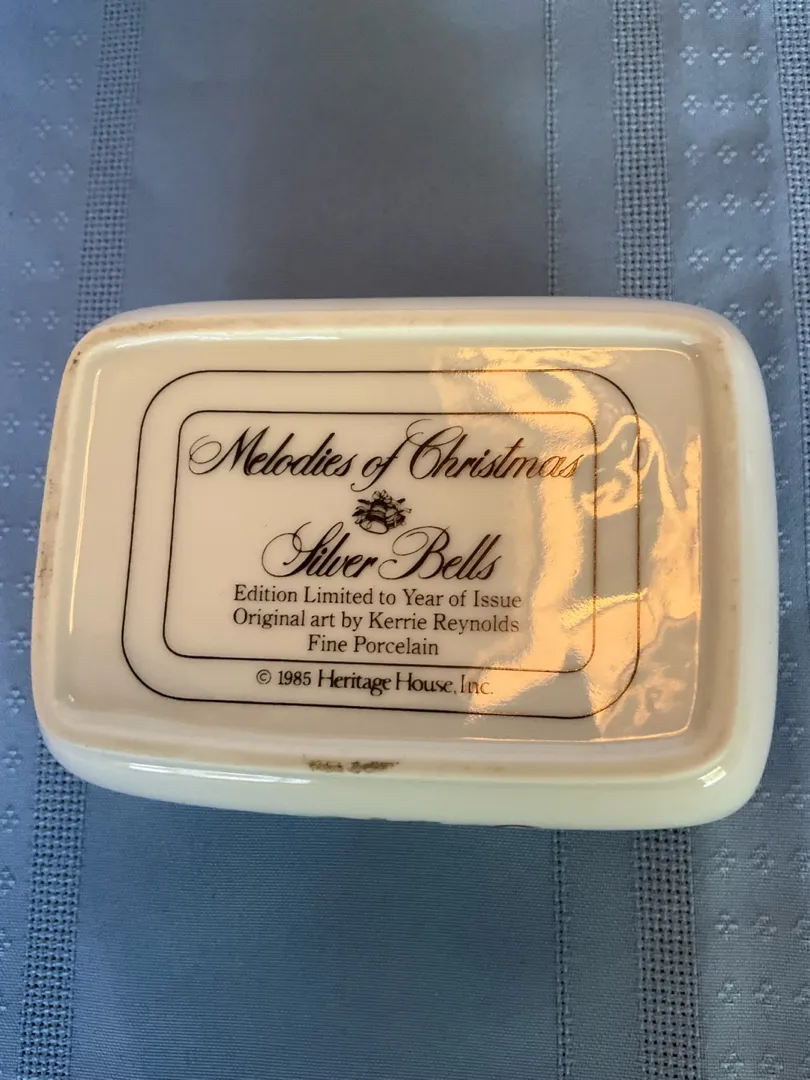 Melodies of Christmas
Silver Bells
Edition Limited to Year of Issue
Original art by Kerrie Reynolds
Fine Porcelain
© 1985 Heritage House, Inc.